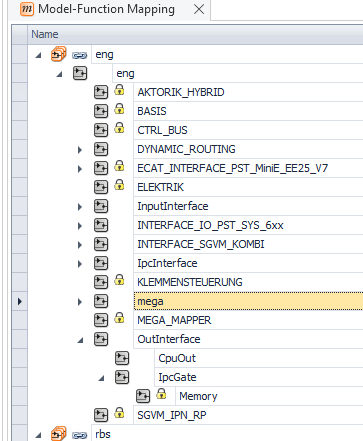 Model-Function Mapping
Name
eng
eng
AKTORIK_HYBRID
BASIS
CTRL_BUS
DYNAMIC_ROUTING
ECAT_INTERFACE_PST_MiniE_EE25_V7
ELEKTRIK
InputInterface
INTERFACE_IO_PST_SYS_6xx
INTERFACE_SGVM_KOMBI
IpcInterface
KLEMMENSTEUERUNG
mega
MEGA_MAPPER
OutInterface
CpuOut
IpcGate
Memory
SGVM_IPN_RP
rbs